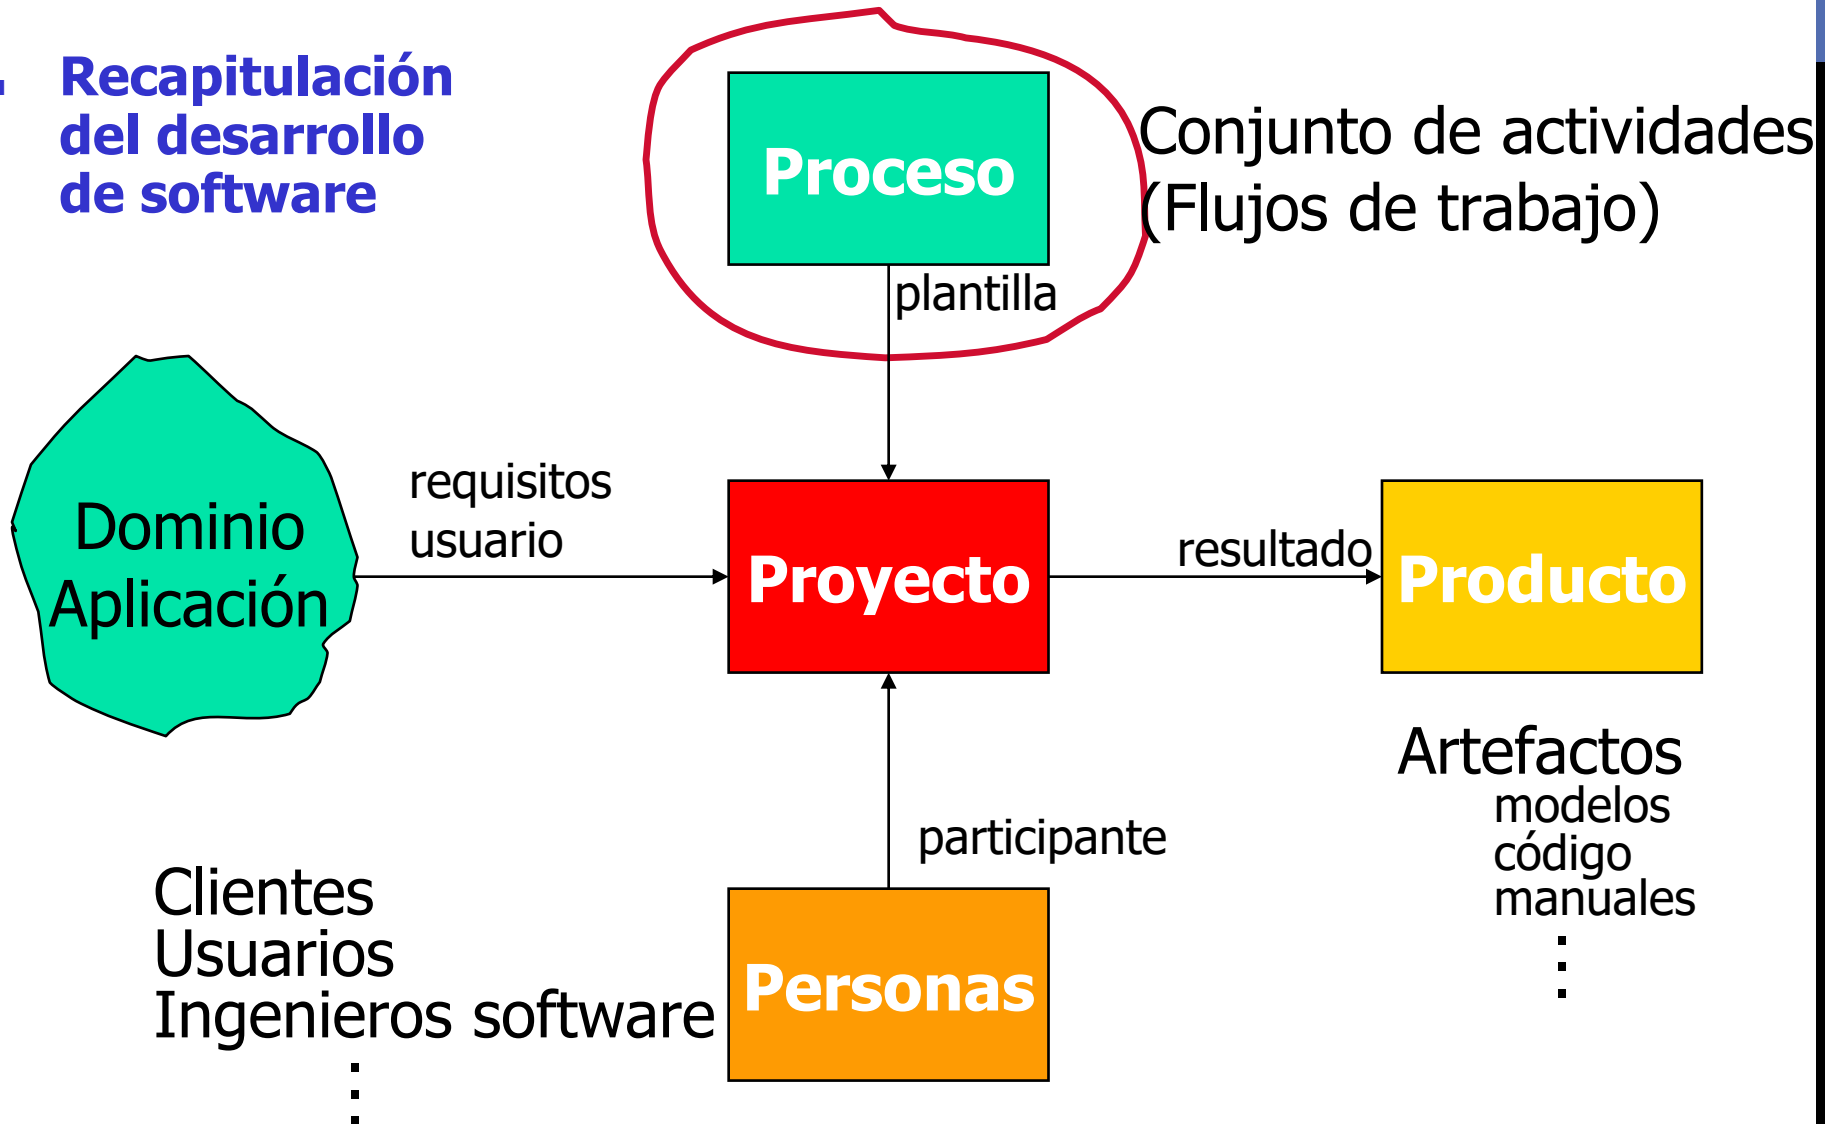 Recapitulación
del desarrollo
de software
Proceso
Conjunto de actividades
(Flujos de trabajo)
plantilla
Dominio
Aplicación
requisitos
usuario
Proyecto
resultado
Producto
Artefactos
modelos
código
manuales
participante
Clientes
Usuarios
Ingenieros software
Personas